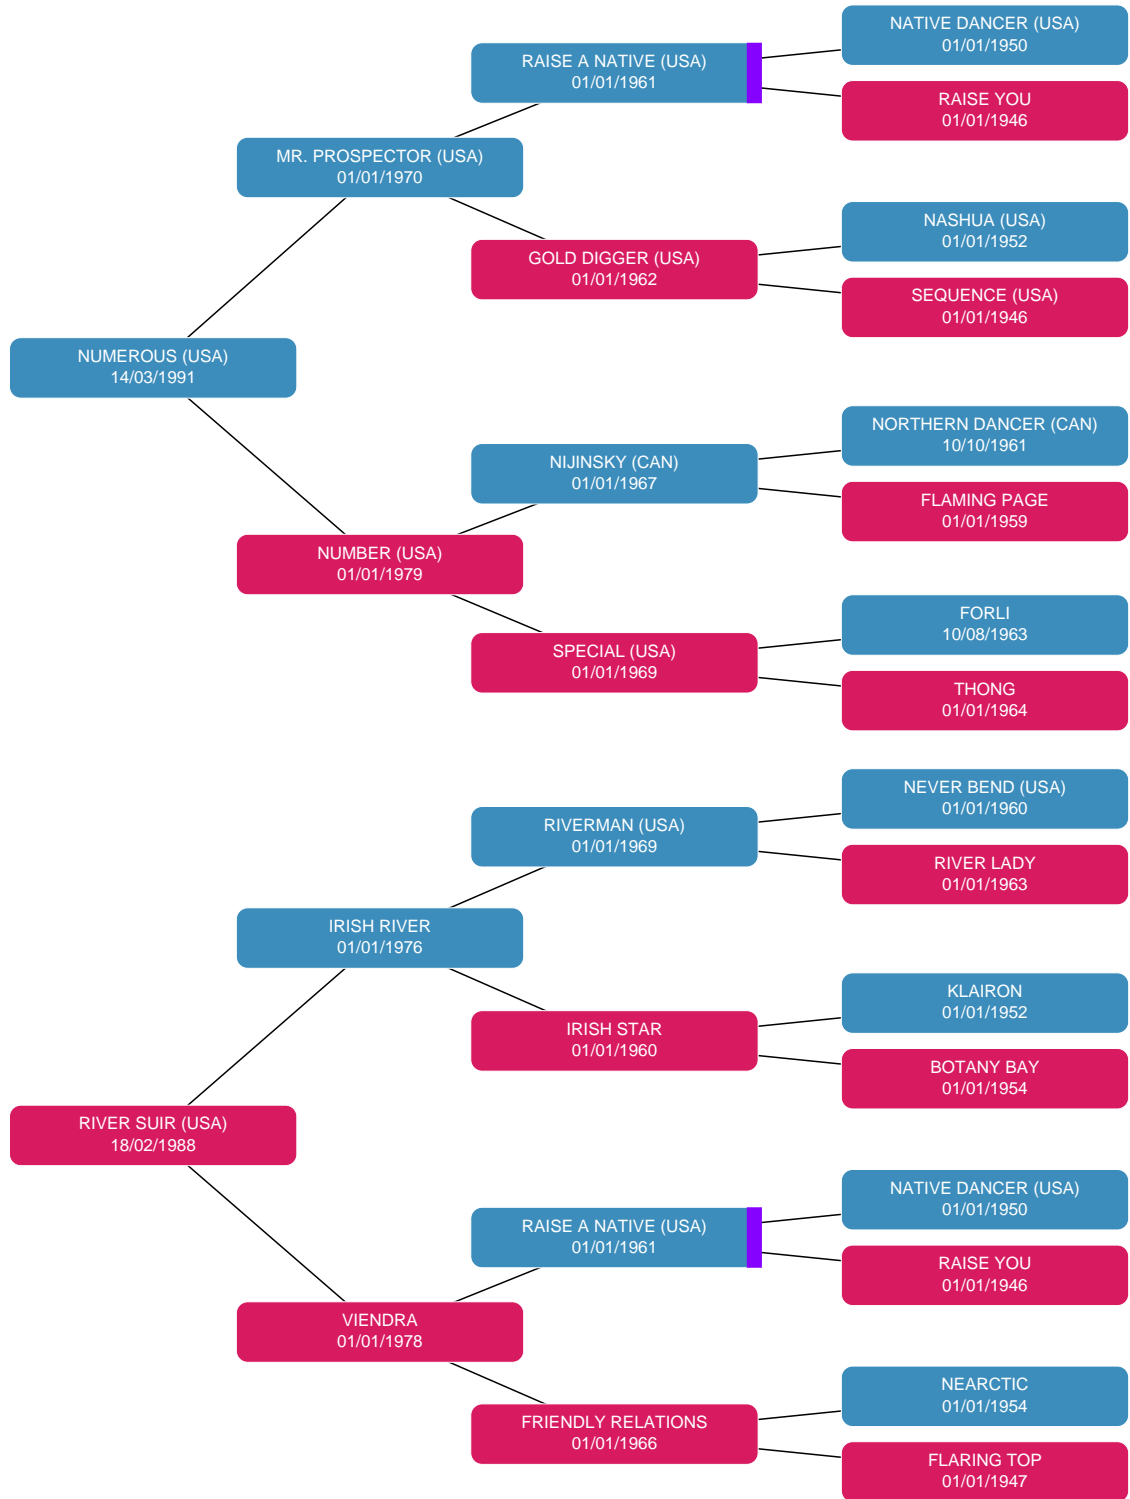 NATIVE DANCER (USA)
01/01/1950
RAISE A NATIVE (USA)
01/01/1961
RAISE YOU
01/01/1946
MR. PROSPECTOR (USA)
01/01/1970
NASHUA (USA)
01/01/1952
GOLD DIGGER (USA)
01/01/1962
SEQUENCE (USA)
01/01/1946
NUMEROUS (USA)
14/03/1991
NORTHERN DANCER (CAN)
10/10/1961
NIJINSKY (CAN)
01/01/1967
FLAMING PAGE
01/01/1959
NUMBER (USA)
01/01/1979
FORLI
10/08/1963
SPECIAL (USA)
01/01/1969
THONG
01/01/1964
NEVER BEND (USA)
01/01/1960
RIVERMAN (USA)
01/01/1969
RIVER LADY
01/01/1963
IRISH RIVER
01/01/1976
KLAIRON
01/01/1952
IRISH STAR
01/01/1960
BOTANY BAY
01/01/1954
RIVER SUIR (USA)
18/02/1988
NATIVE DANCER (USA)
01/01/1950
RAISE A NATIVE (USA)
01/01/1961
RAISE YOU
01/01/1946
VIENDRA
01/01/1978
NEARCTIC
01/01/1954
FRIENDLY RELATIONS
01/01/1966
FLARING TOP
01/01/1947